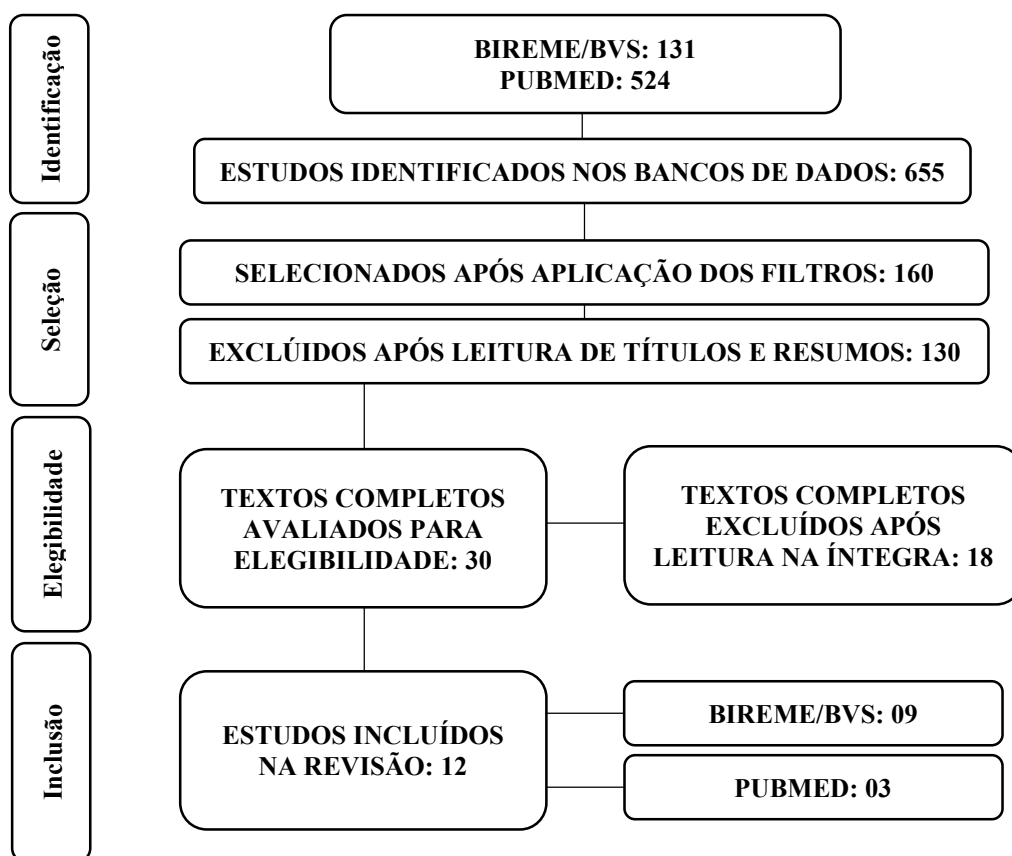 Identificação
BIREME/BVS: 131
PUBMED: 524
ESTUDOS IDENTIFICADOS NOS BANCOS DE DADOS: 655
Seleção
SELECIONADOS APÓS APLICAÇÃO DOS FILTROS: 160
EXCLÚIDOS APÓS LEITURA DE TÍTULOS E RESUMOS: 130
Elegibilidade
TEXTOS COMPLETOS
AVALIADOS PARA
ELEGIBILIDADE: 30
TEXTOS COMPLETOS
EXCLUÍDOS APÓS
LEITURA NA ÍNTEGRA: 18
Inclusão
ESTUDOS INCLUÍDOS
NA REVISÃO: 12
BIREME/BVS: 09
PUBMED: 03